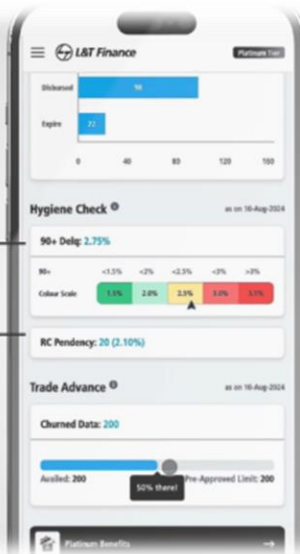 L&T Finance
Platinum Tier
Disbursed 98
Expire 22
0 40 80 120 160
Hygiene Check
as on 10-Aug-2024
90+ Delq: 2.75%
90+ <1.5% <2% <2.5% <3% >3%
Colour Scale 1.5% 2.0% 2.5% 3.0% 3.5%
RC Pendency: 20 (2.10%)
Trade Advance
as on 10-Aug-2024
Churned Data: 200
Availed: 200
50% there!
Pre-Approved Limit: 200
Platinum Benefits